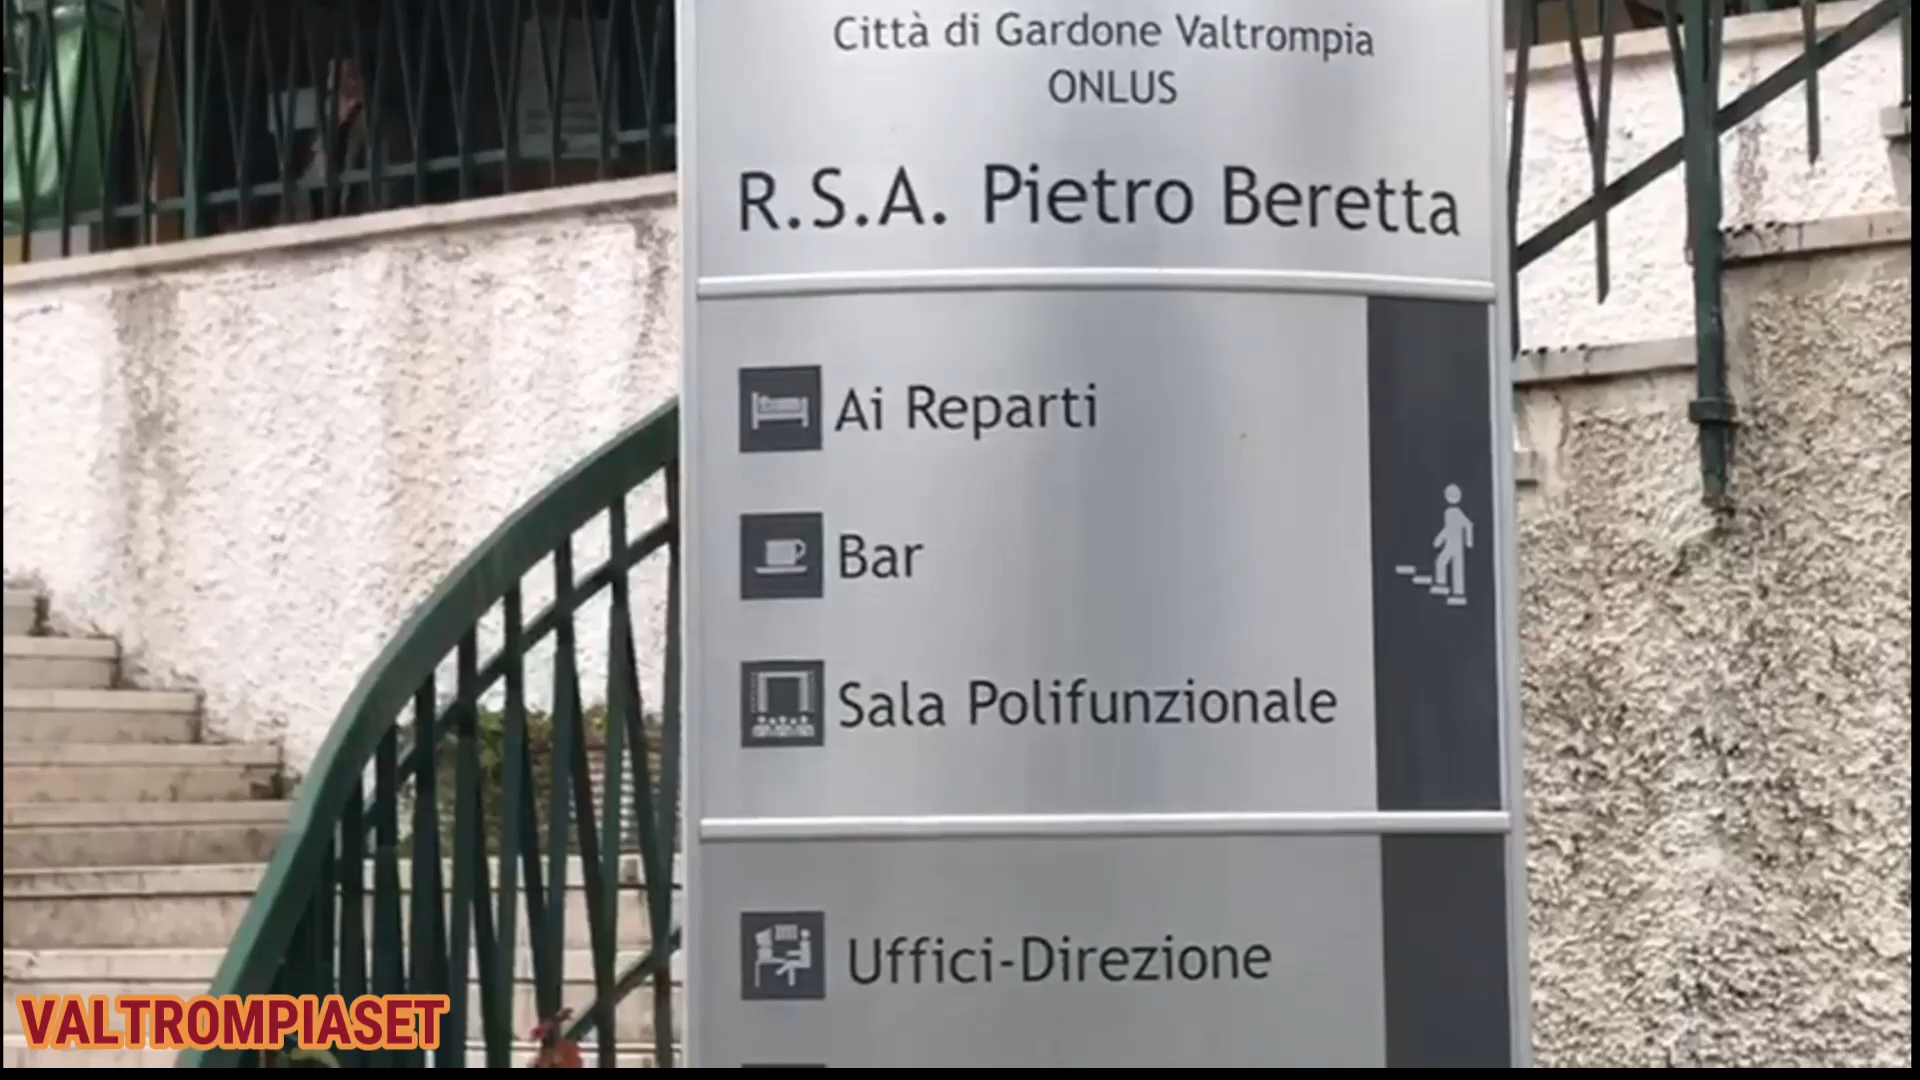 Città di Gardone Valtrompia
ONLUS
R.S.A. Pietro Beretta
Ai Reparti
Bar
Sala Polifunzionale
Uffici-Direzione
VALTROMPIASET